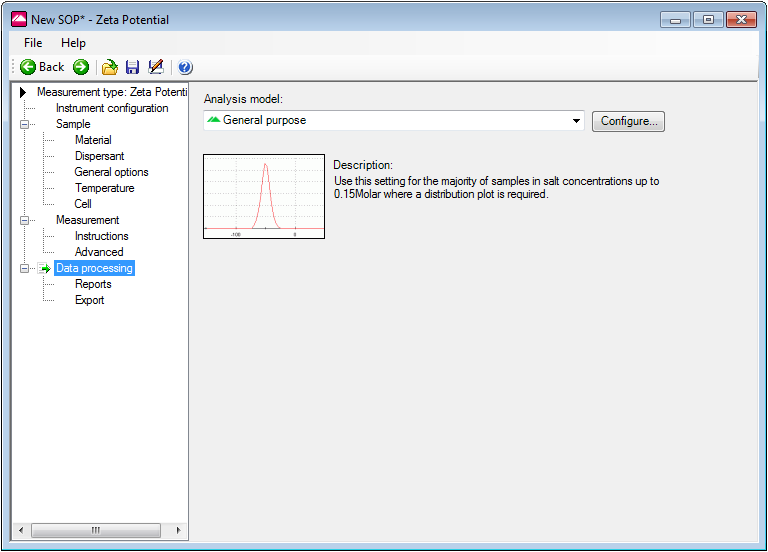 New SOP* - Zeta Potential
File Help
Back
Measurement type: Zeta Potenti
Instrument configuration
Sample
Material
Dispersant
General options
Temperature
Cell
Measurement
Instructions
Advanced
Data processing
Reports
Export
Analysis model:
General purpose
Configure...
-100 0
Description:
Use this setting for the majority of samples in salt concentrations up to
0.15Molar where a distribution plot is required.